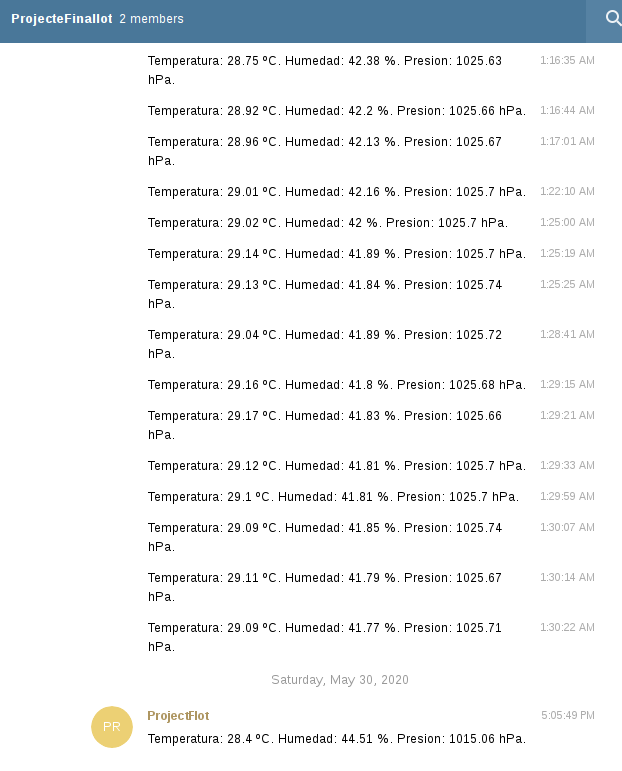 ProjecteFinalIot 2 members
Temperatura: 28.75 ºC. Humedad: 42.38 %. Presion: 1025.63 1:16:35 AM
hPa.
Temperatura: 28.92 ºC. Humedad: 42.2 %. Presion: 1025.66 hPa. 1:16:44 AM
Temperatura: 28.96 ºC. Humedad: 42.13 %. Presion: 1025.67 1:17:01 AM
hPa.
Temperatura: 29.01 ºC. Humedad: 42.16 %. Presion: 1025.7 hPa. 1:22:10 AM
Temperatura: 29.02 ºC. Humedad: 42 %. Presion: 1025.7 hPa. 1:25:00 AM
Temperatura: 29.14 ºC. Humedad: 41.89 %. Presion: 1025.7 hPa. 1:25:19 AM
Temperatura: 29.13 ºC. Humedad: 41.84 %. Presion: 1025.74 1:25:25 AM
hPa.
Temperatura: 29.04 ºC. Humedad: 41.89 %. Presion: 1025.72 1:28:41 AM
hPa.
Temperatura: 29.16 ºC. Humedad: 41.8 %. Presion: 1025.68 hPa. 1:29:15 AM
Temperatura: 29.17 ºC. Humedad: 41.83 %. Presion: 1025.66 1:29:21 AM
hPa.
Temperatura: 29.12 ºC. Humedad: 41.81 %. Presion: 1025.7 hPa. 1:29:33 AM
Temperatura: 29.1 ºC. Humedad: 41.81 %. Presion: 1025.7 hPa. 1:29:59 AM
Temperatura: 29.09 ºC. Humedad: 41.85 %. Presion: 1025.74 1:30:07 AM
hPa.
Temperatura: 29.11 ºC. Humedad: 41.79 %. Presion: 1025.67 1:30:14 AM
hPa.
Temperatura: 29.09 ºC. Humedad: 41.77 %. Presion: 1025.71 1:30:22 AM
hPa.
Saturday, May 30, 2020
PR ProjectFIot 5:05:49 PM
Temperatura: 28.4 ºC. Humedad: 44.51 %. Presion: 1015.06 hPa.